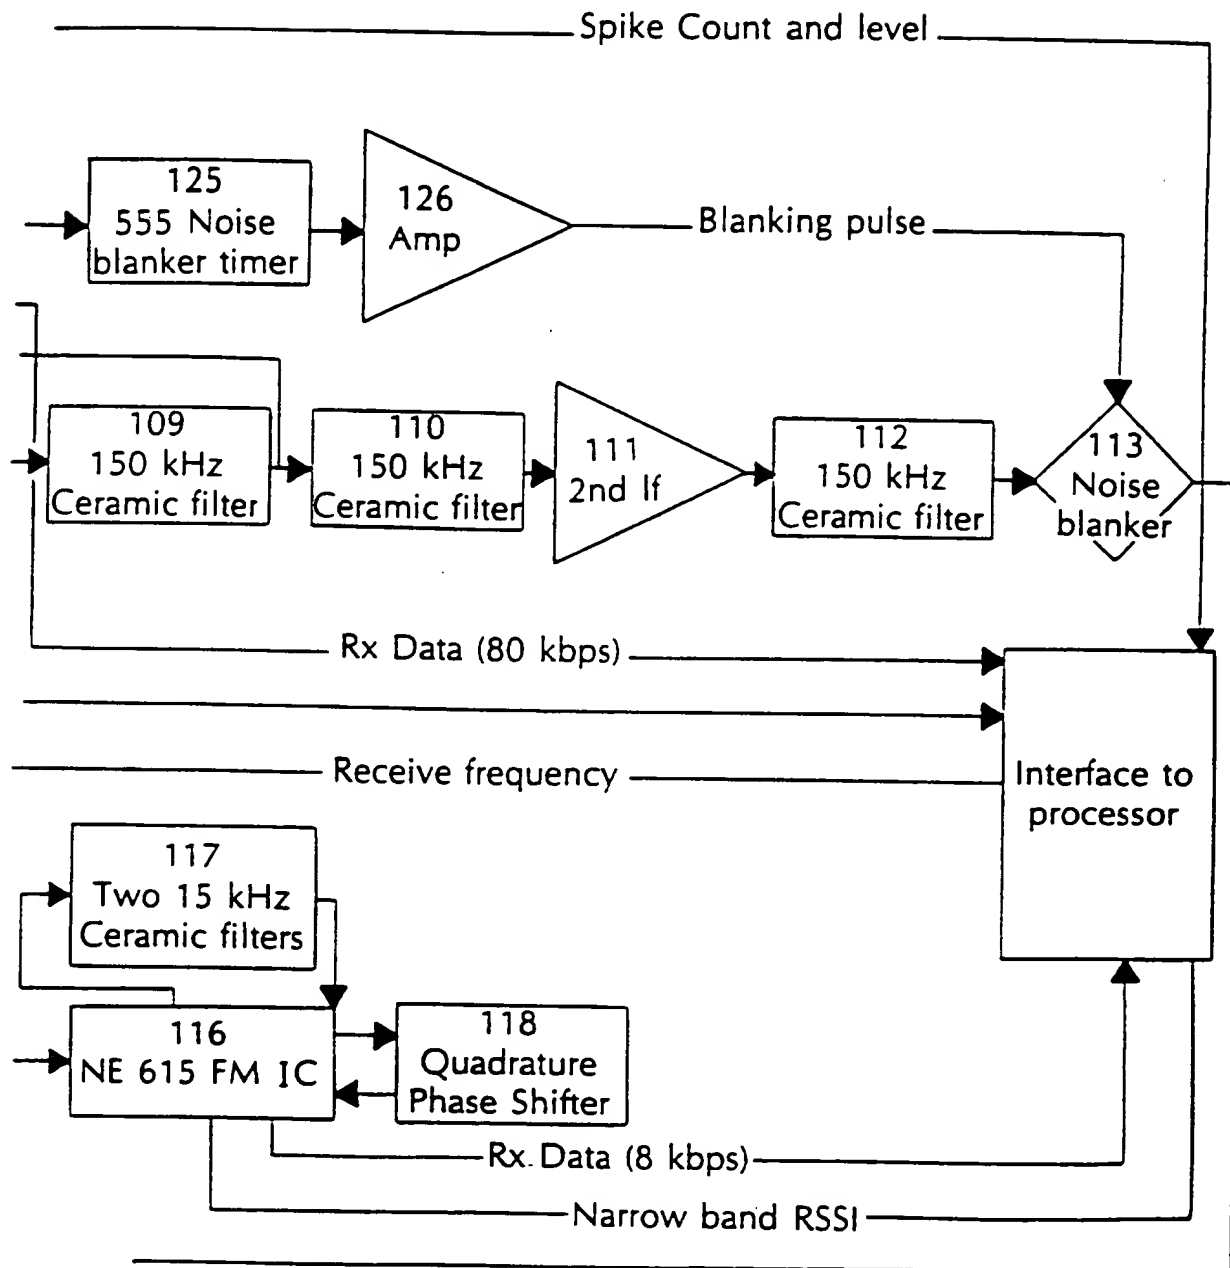 Spike Count and level
125
555 Noise
blanker timer
126
Amp
Blanking pulse
109
150 kHz
Ceramic filter
110
150 kHz
Ceramic filter
111
2nd If
112
150 kHz
Ceramic filter
113
Noise
blanker
Rx Data (80 kbps)
Receive frequency
Interface to
processor
117
Two 15 kHz
Ceramic filters
116
NE 615 FM IC
118
Quadrature
Phase Shifter
Rx Data (8 kbps)
Narrow band RSSI